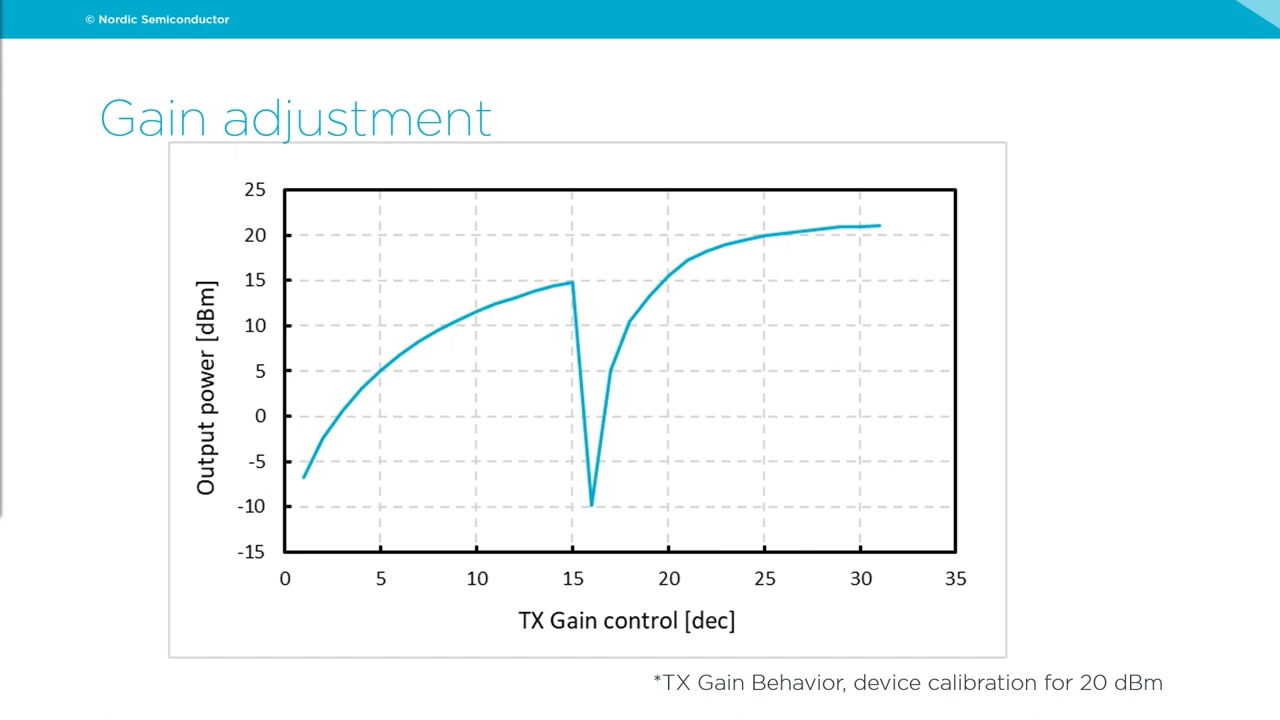 © Nordic Semiconductor
Gain adjustment
25
20
15
10
5
0
-5
-10
-15
Output power [dBm]
0 5 10 15 20 25 30 35
TX Gain control [dec]
*TX Gain Behavior, device calibration for 20 dBm